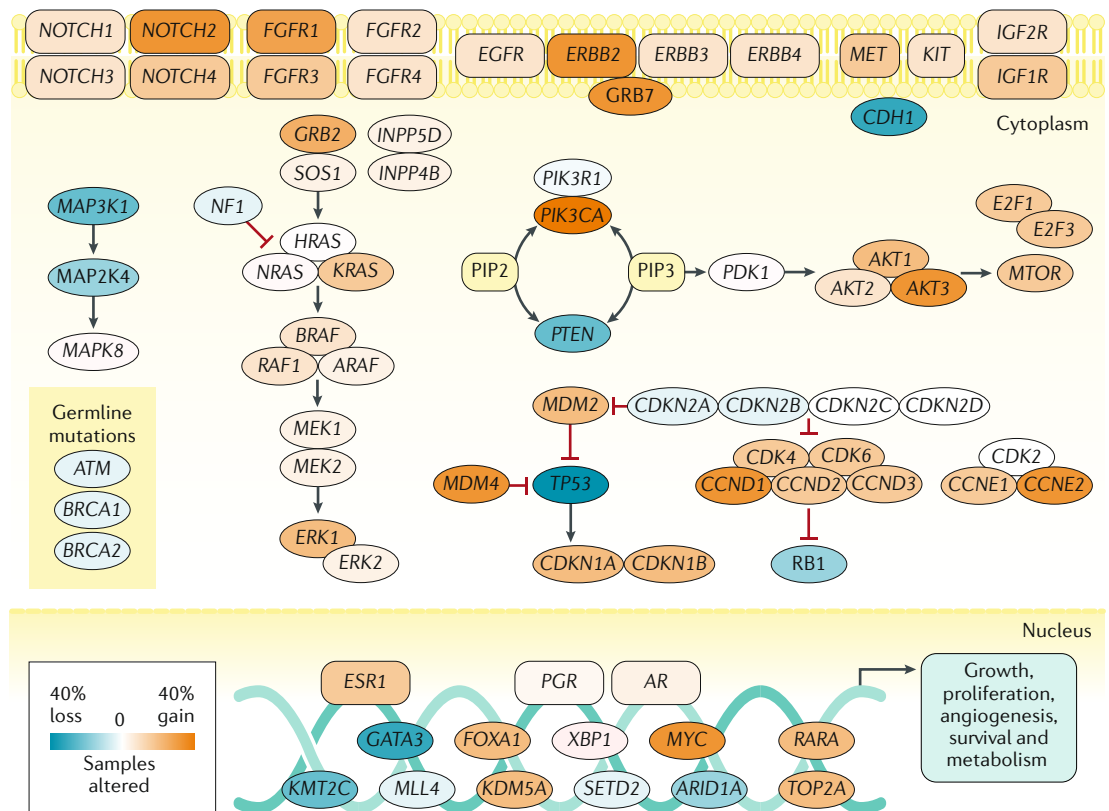 NOTCH1
NOTCH2
FGFR1
FGFR2
NOTCH3
NOTCH4
FGFR3
FGFR4
EGFR
ERBB2
ERBB3
ERBB4
GRB7
MET
KIT
IGF2R
IGF1R
CDH1
Cytoplasm
GRB2
INPP5D
SOS1
INPP4B
MAP3K1
NF1
HRAS
NRAS
KRAS
MAP2K4
MAPK8
BRAF
RAF1
ARAF
MEK1
MEK2
ERK1
ERK2
PIK3R1
PIK3CA
PIP2
PIP3
PTEN
PDK1
AKT1
AKT2
AKT3
E2F1
E2F3
MTOR
Germline
mutations
ATM
BRCA1
BRCA2
MDM2
CDKN2A
CDKN2B
CDKN2C
CDKN2D
MDM4
TP53
CDK4
CDK6
CCND1
CCND2
CCND3
CDK2
CCNE1
CCNE2
CDKN1A
CDKN1B
RB1
Nucleus
40%
loss
0
40%
gain
Samples
altered
ESR1
PGR
AR
GATA3
FOXA1
XBP1
MYC
RARA
KMT2C
MLL4
KDM5A
SETD2
ARID1A
TOP2A
Growth,
proliferation,
angiogenesis,
survival and
metabolism